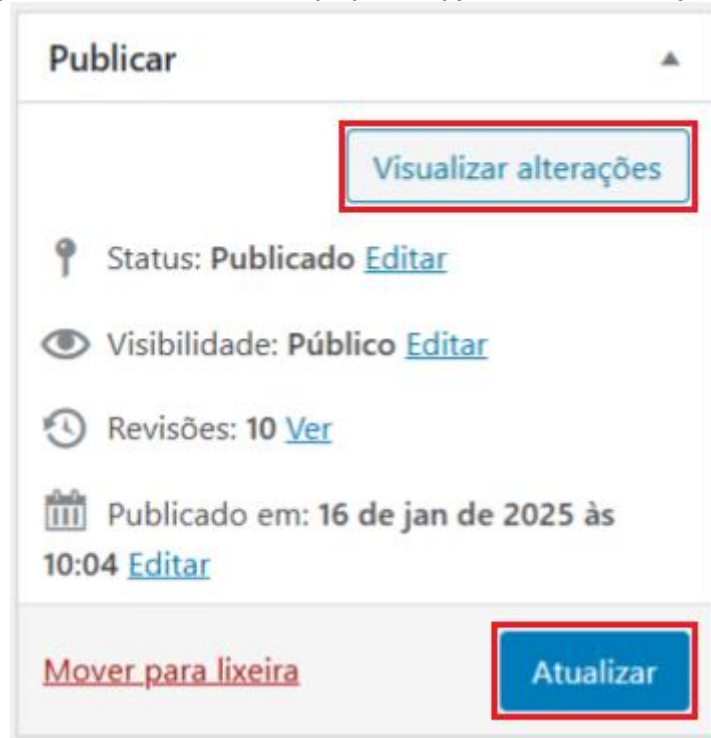 Publicar
Visualizar alterações
Status: Publicado Editar
Visibilidade: Público Editar
Revisões: 10 Ver
Publicado em: 16 de jan de 2025 às
10:04 Editar
Mover para lixeira
Atualizar